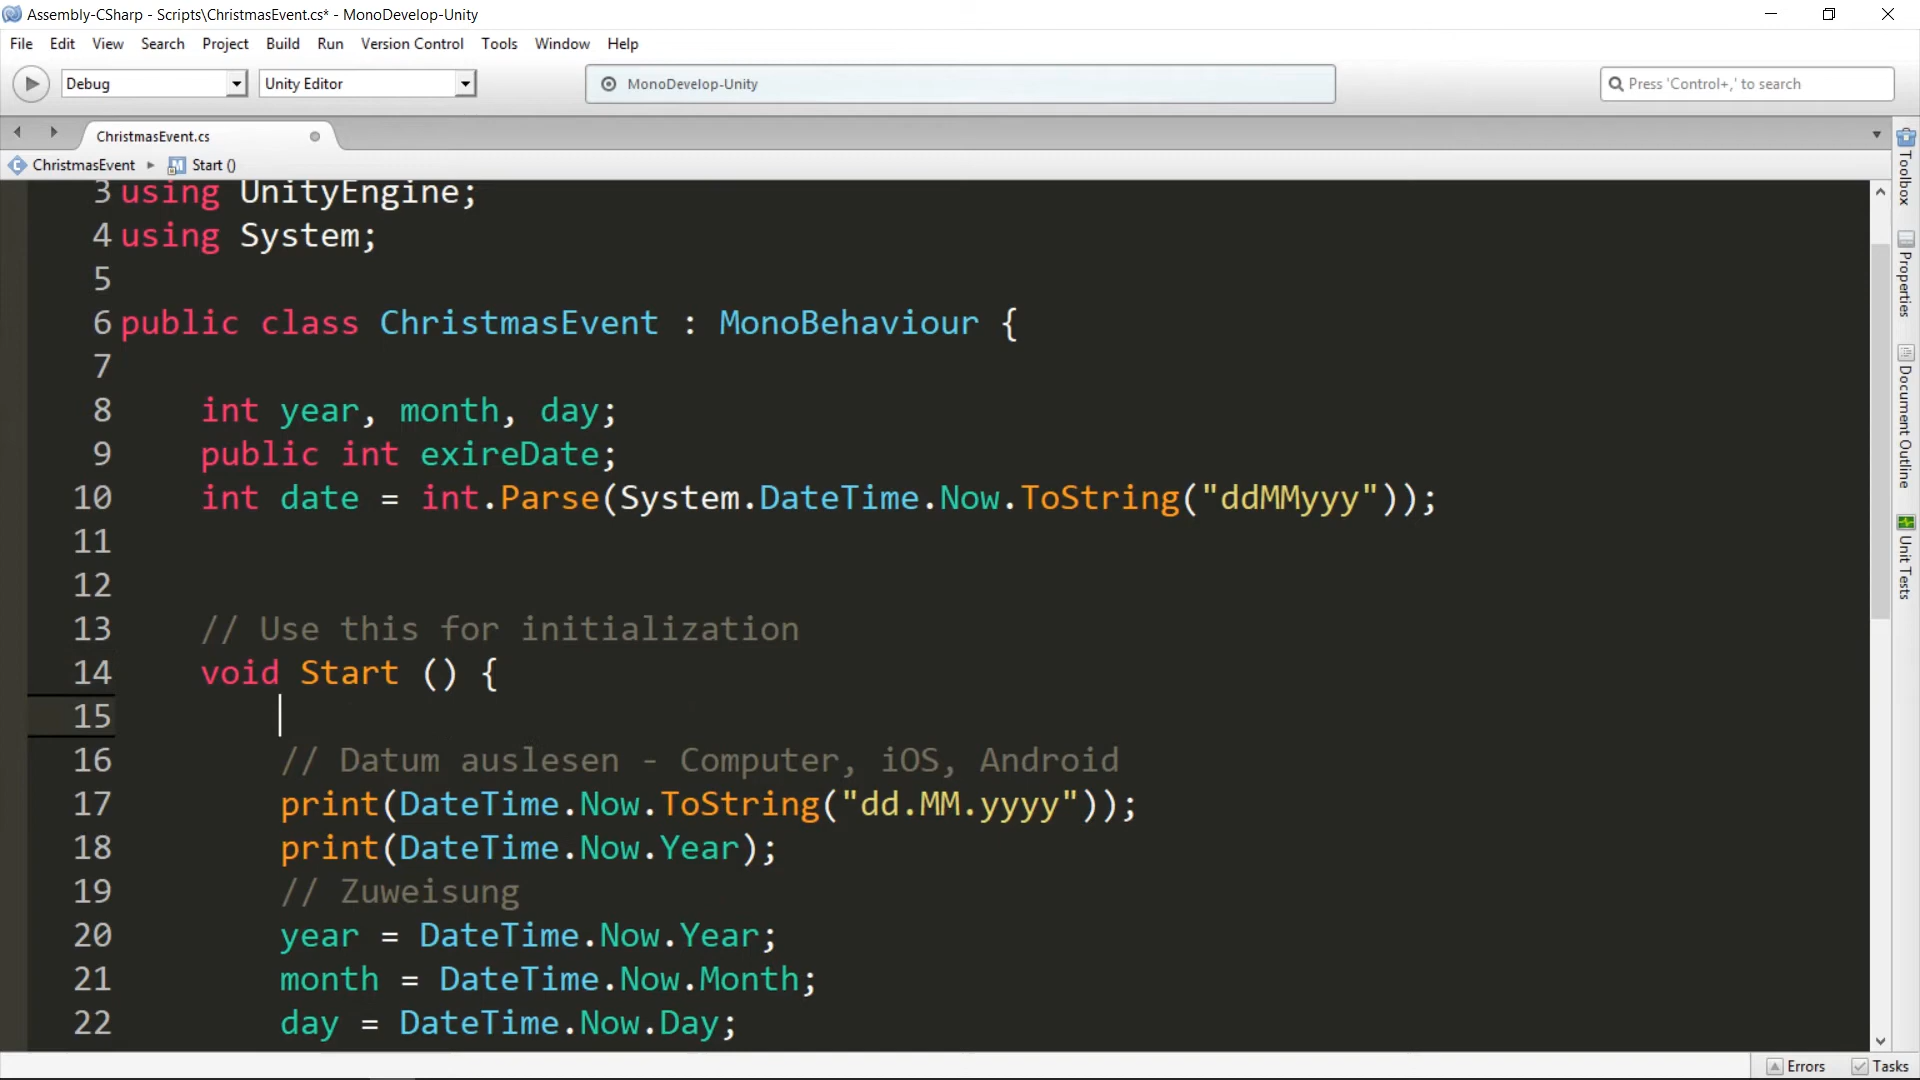 Assembly-CSharp - Scripts\ChristmasEvent.cs* - MonoDevelop-Unity
File Edit View Search Project Build Run Version Control Tools Window Help
Debug Unity Editor MonoDevelop-Unity Press 'Control+,' to search
ChristmasEvent.cs
ChristmasEvent Start ()
3 using UnityEngine;
4 using System;
5
6 public class ChristmasEvent : MonoBehaviour {
7
8 int year, month, day;
9 public int exireDate;
10 int date = int.Parse(System.DateTime.Now.ToString("ddMMyyy"));
11
12
13 // Use this for initialization
14 void Start () {
15
16 // Datum auslesen - Computer, iOS, Android
17 print(DateTime.Now.ToString("dd.MM.yyyy"));
18 print(DateTime.Now.Year);
19 // Zuweisung
20 year = DateTime.Now.Year;
21 month = DateTime.Now.Month;
22 day = DateTime.Now.Day;
Toolbox
Properties
Document Outline
Unit Tests
Errors Tasks